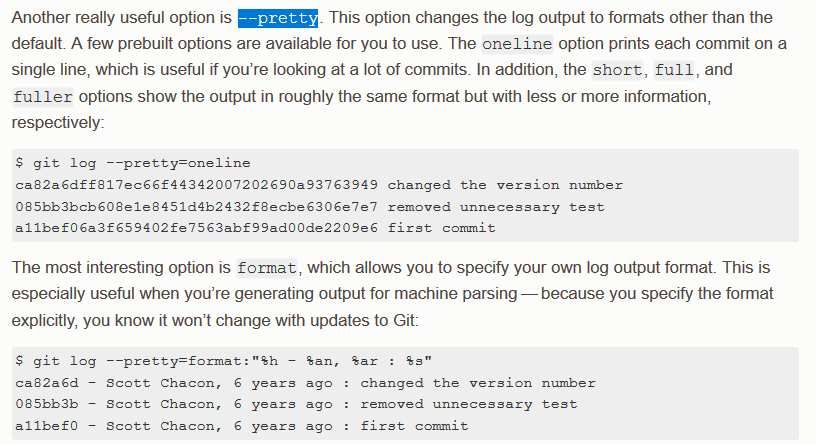 Another really useful option is --pretty. This option changes the log output to formats other than the
default. A few prebuilt options are available for you to use. The oneline option prints each commit on a
single line, which is useful if you’re looking at a lot of commits. In addition, the short, full, and
fuller options show the output in roughly the same format but with less or more information,
respectively:
$ git log --pretty=oneline
ca82a6dff817ec66f44342007202690a93763949 changed the version number
085bb3bcb608e1e8451d4b2432f8ecbe6306e7e7 removed unnecessary test
a11bef06a3f659402fe7563abf99ad00de2209e6 first commit
The most interesting option is format, which allows you to specify your own log output format. This is
especially useful when you’re generating output for machine parsing — because you specify the format
explicitly, you know it won’t change with updates to Git:
$ git log --pretty=format:"%h - %an, %ar : %s"
ca82a6d - Scott Chacon, 6 years ago : changed the version number
085bb3b - Scott Chacon, 6 years ago : removed unnecessary test
a11bef0 - Scott Chacon, 6 years ago : first commit